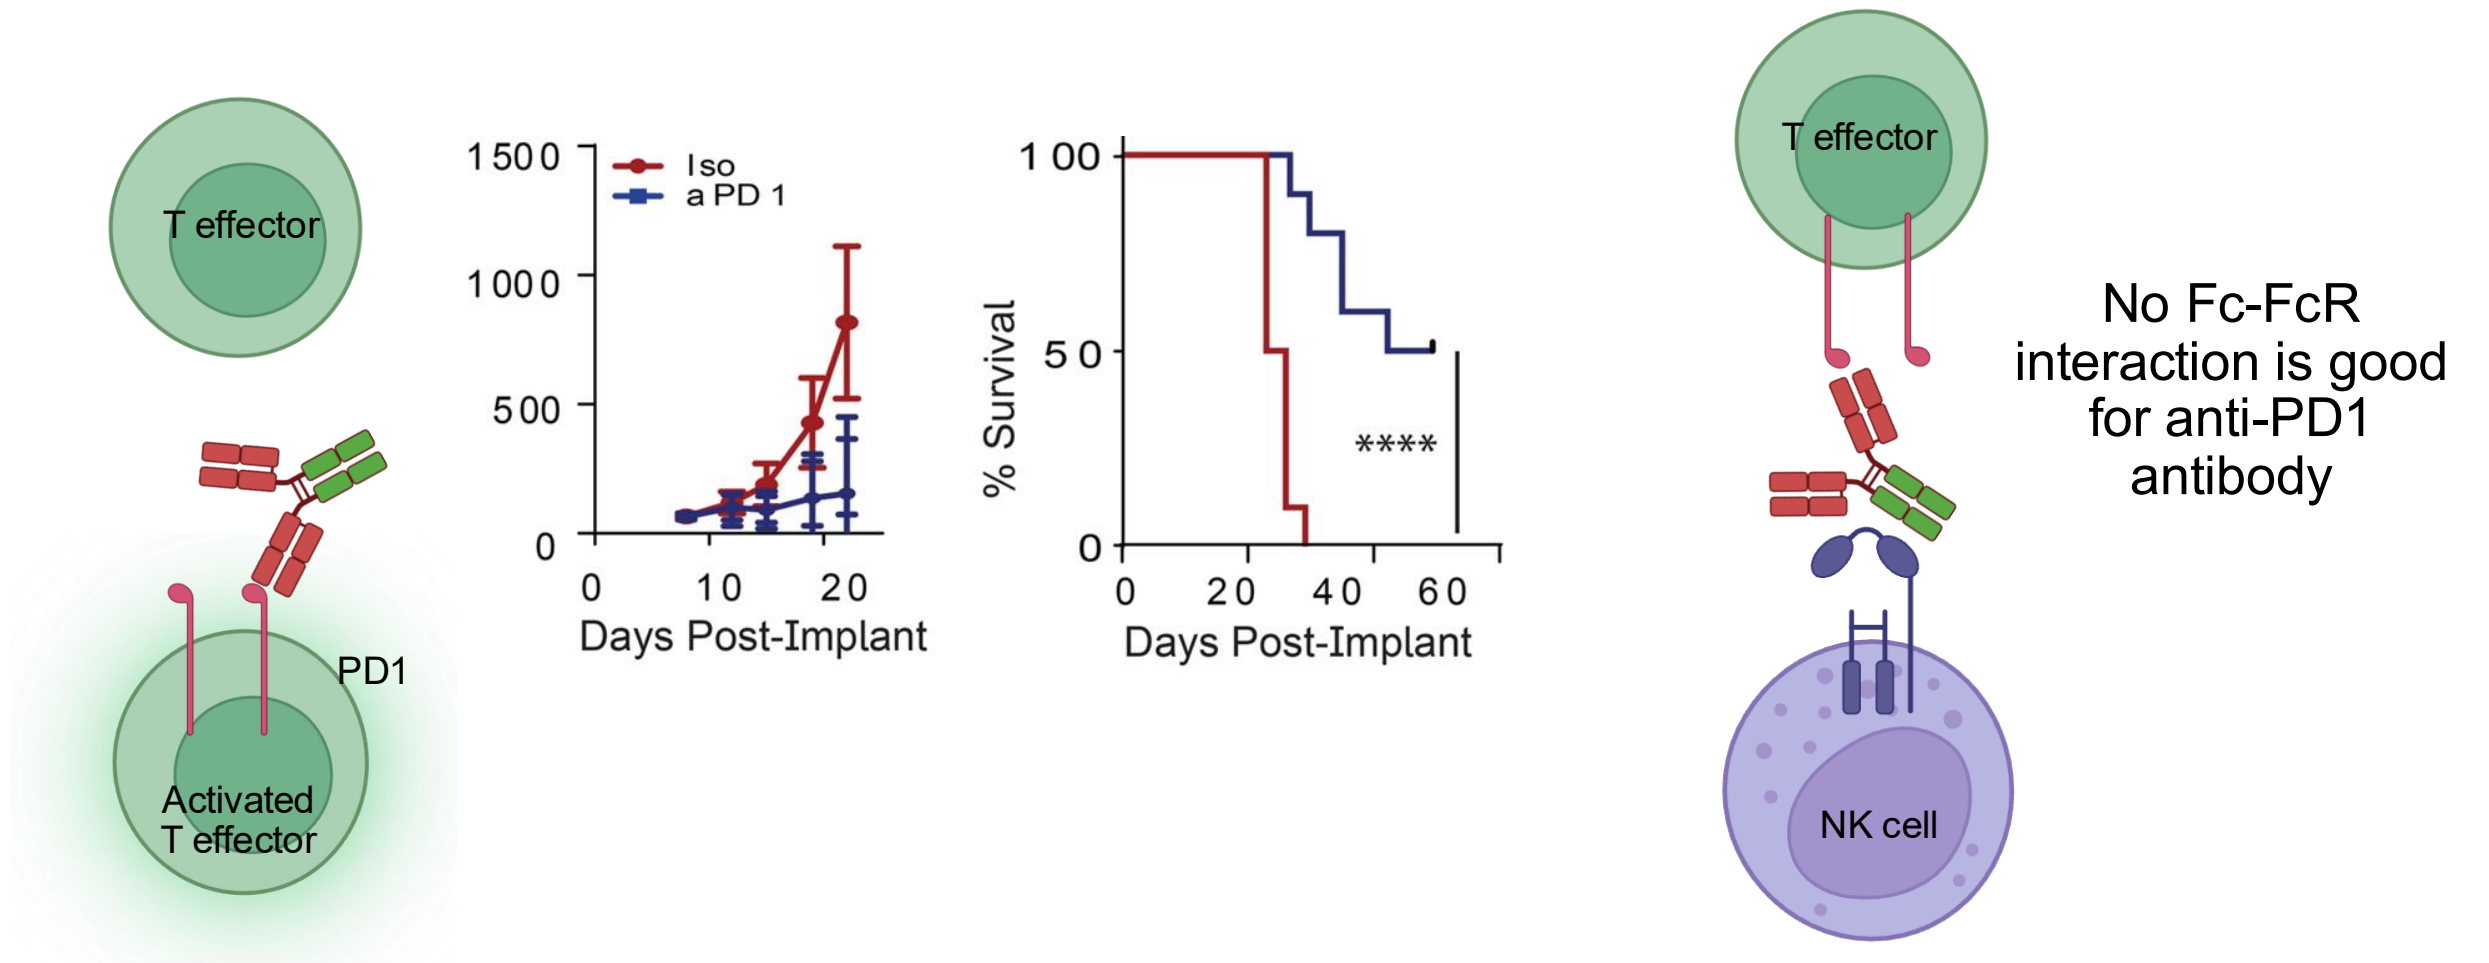 T effector
PD1
Activated
T effector
1500
1000
500
0
Iso
a PD 1
0 10 20
Days Post-Implant
% Survival
100
50
0
****
0 20 40 60
Days Post-Implant
T effector
NK cell
No Fc-FcR
interaction is good
for anti-PD1
antibody